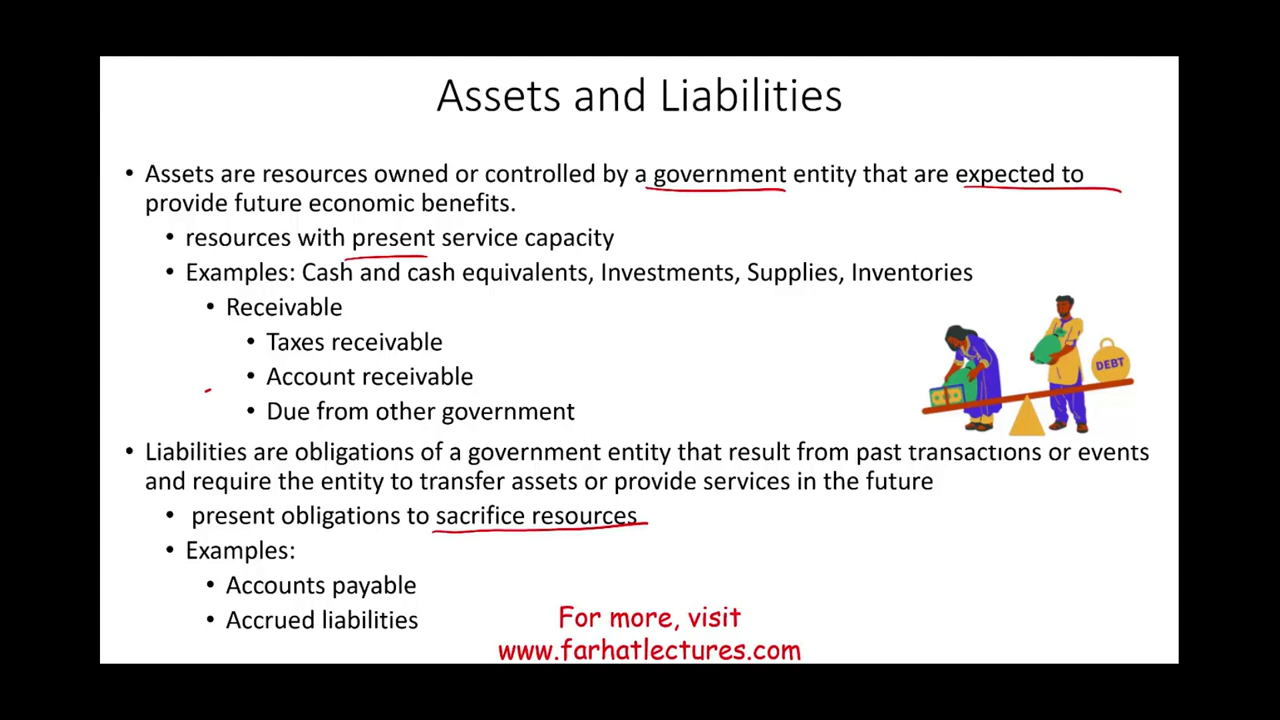 Assets and Liabilities
• Assets are resources owned or controlled by a government entity that are expected to
provide future economic benefits.
• resources with present service capacity
• Examples: Cash and cash equivalents, Investments, Supplies, Inventories
• Receivable
• Taxes receivable
• Account receivable
• Due from other government
DEBT
• Liabilities are obligations of a government entity that result from past transactions or events
and require the entity to transfer assets or provide services in the future
• present obligations to sacrifice resources
• Examples:
• Accounts payable
• Accrued liabilities
For more, visit
www.farhatlectures.com